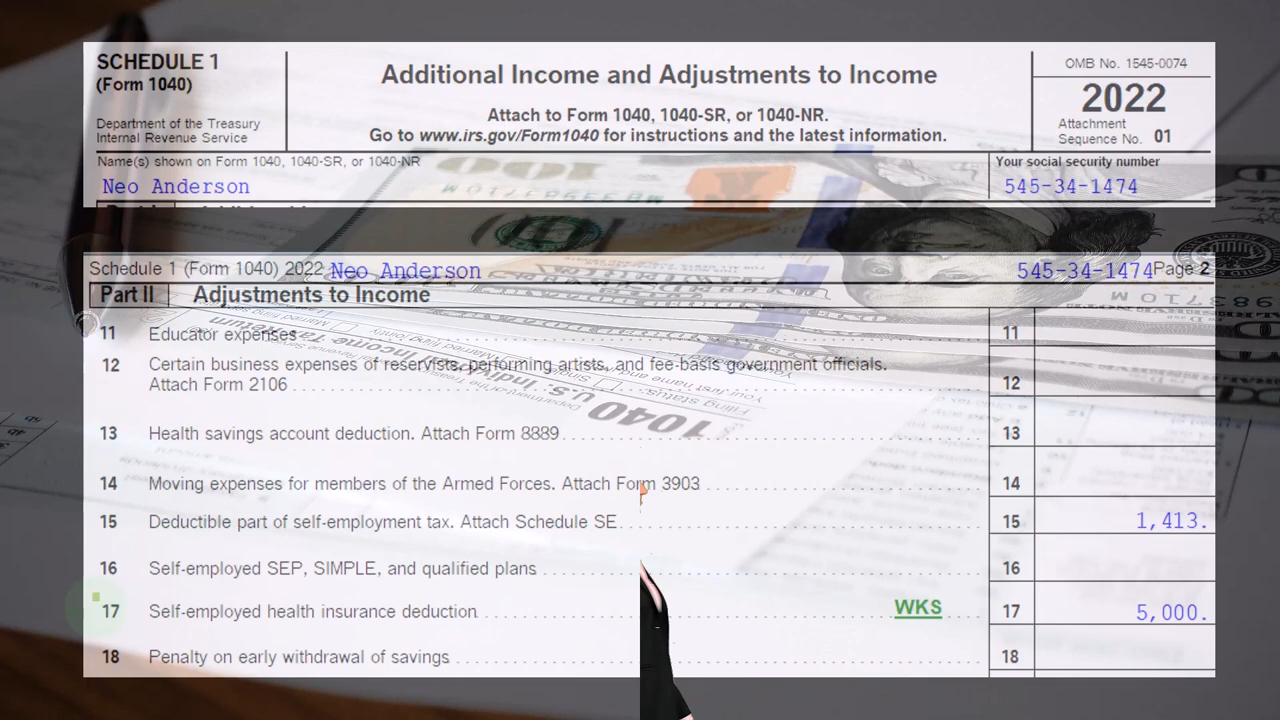 SCHEDULE 1
(Form 1040)
Department of the Treasury
Internal Revenue Service
Additional Income and Adjustments to Income
Attach to Form 1040, 1040-SR, or 1040-NR.
Go to www.irs.gov/Form1040 for instructions and the latest information.
OMB No. 1545-0074
2022
Attachment
Sequence No. 01
Name(s) shown on Form 1040, 1040-SR, or 1040-NR
Neo Anderson
Your social security number
545-34-1474
Schedule 1 (Form 1040) 2022 Neo Anderson 545-34-1474 Page 2
Part II Adjustments to Income
11 Educator expenses 11
12 Certain business expenses of reservists, performing artists, and fee-basis government officials.
Attach Form 2106 12
13 Health savings account deduction. Attach Form 8889 13
14 Moving expenses for members of the Armed Forces. Attach Form 3903 14
15 Deductible part of self-employment tax. Attach Schedule SE 15 1,413.
16 Self-employed SEP, SIMPLE, and qualified plans 16
17 Self-employed health insurance deduction WKS 17 5,000.
18 Penalty on early withdrawal of savings 18
100
1040